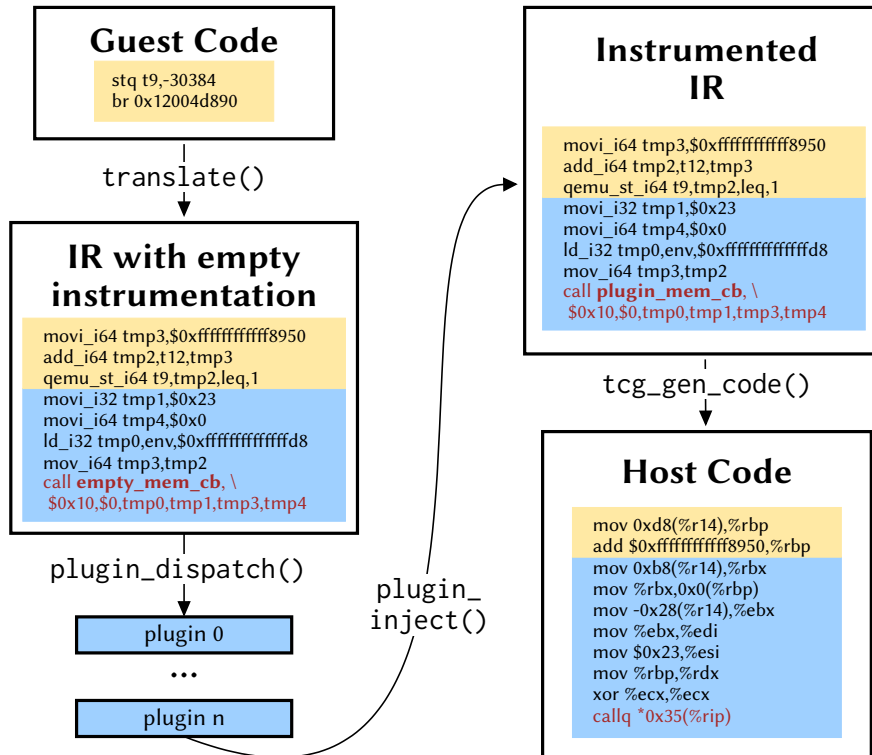 Guest Code
stq t9,-30384
br 0x12004d890
translate()
IR with empty
instrumentation
movi_i64 tmp3,$0xffffffffffff8950
add_i64 tmp2,t12,tmp3
qemu_st_i64 t9,tmp2,leq,1
movi_i32 tmp1,$0x23
movi_i64 tmp4,$0x0
ld_i32 tmp0,env,$0xffffffffffffffd8
mov_i64 tmp3,tmp2
call empty_mem_cb, \
$0x10,$0,tmp0,tmp1,tmp3,tmp4
plugin_dispatch()
plugin 0
...
plugin n
plugin_
inject()
Instrumented
IR
movi_i64 tmp3,$0xffffffffffff8950
add_i64 tmp2,t12,tmp3
qemu_st_i64 t9,tmp2,leq,1
movi_i32 tmp1,$0x23
movi_i64 tmp4,$0x0
ld_i32 tmp0,env,$0xffffffffffffffd8
mov_i64 tmp3,tmp2
call plugin_mem_cb, \
$0x10,$0,tmp0,tmp1,tmp3,tmp4
tcg_gen_code()
Host Code
mov 0xd8(%r14),%rbp
add $0xffffffffffff8950,%rbp
mov 0xb8(%r14),%rbx
mov %rbx,0x0(%rbp)
mov -0x28(%r14),%ebx
mov %ebx,%edi
mov $0x23,%esi
mov %rbp,%rdx
xor %ecx,%ecx
callq *0x35(%rip)